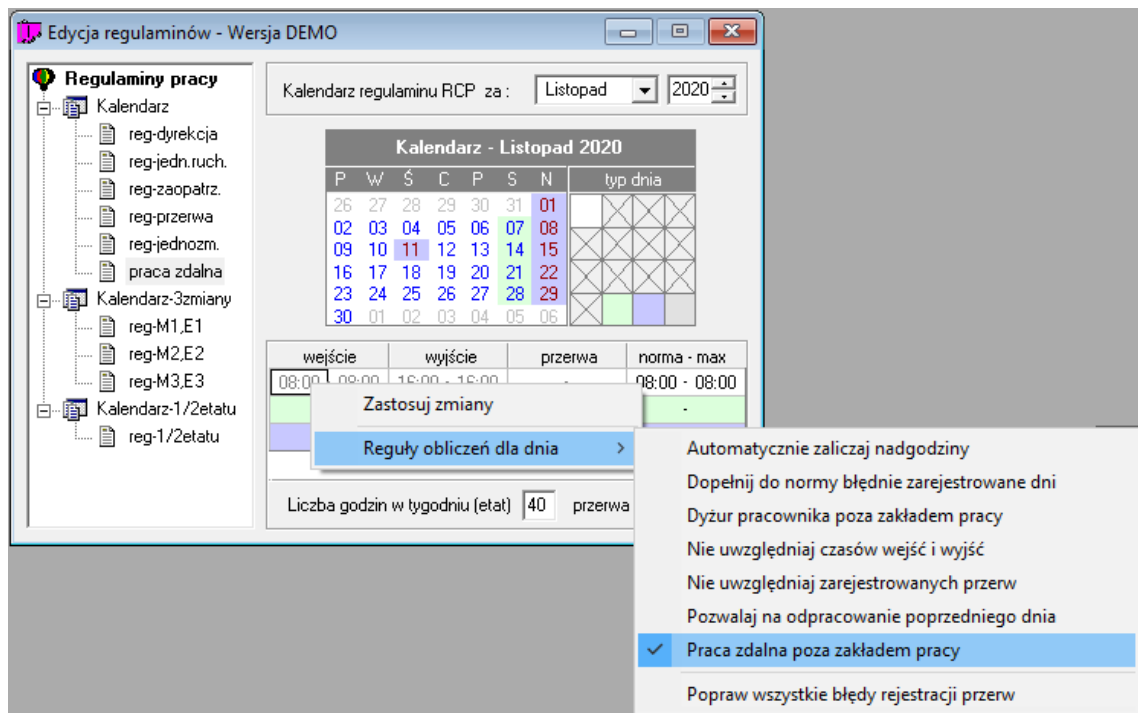 Edycja regulaminów - Wersja DEMO
Regulaminy pracy
Kalendarz
reg-dyrekcja
reg-jedn.ruch.
reg-zaopatrz.
reg-przerwa
reg-jednozm.
praca zdalna
Kalendarz-3zmiany
reg-M1,E1
reg-M2,E2
reg-M3,E3
Kalendarz-1/2etatu
reg-1/2etatu
Kalendarz regulaminu RCP za : Listopad 2020
Kalendarz - Listopad 2020
P W Ś C P S N typ dnia
26 27 28 29 30 31 01
02 03 04 05 06 07 08
09 10 11 12 13 14 15
16 17 18 19 20 21 22
23 24 25 26 27 28 29
30 01 02 03 04 05 06
wejście wyjście przerwa norma - max
08:00 - 08:00 16:00 - 16:00 - 08:00 - 08:00
-
Zastosuj zmiany
Reguły obliczeń dla dnia >
Liczba godzin w tygodniu (etat) 40 przerwa
Automatycznie zaliczaj nadgodziny
Dopełnij do normy błędnie zarejestrowane dni
Dyżur pracownika poza zakładem pracy
Nie uwzględniaj czasów wejść i wyjść
Nie uwzględniaj zarejestrowanych przerw
Pozwalaj na odpracowanie poprzedniego dnia
Praca zdalna poza zakładem pracy
Popraw wszystkie błędy rejestracji przerw